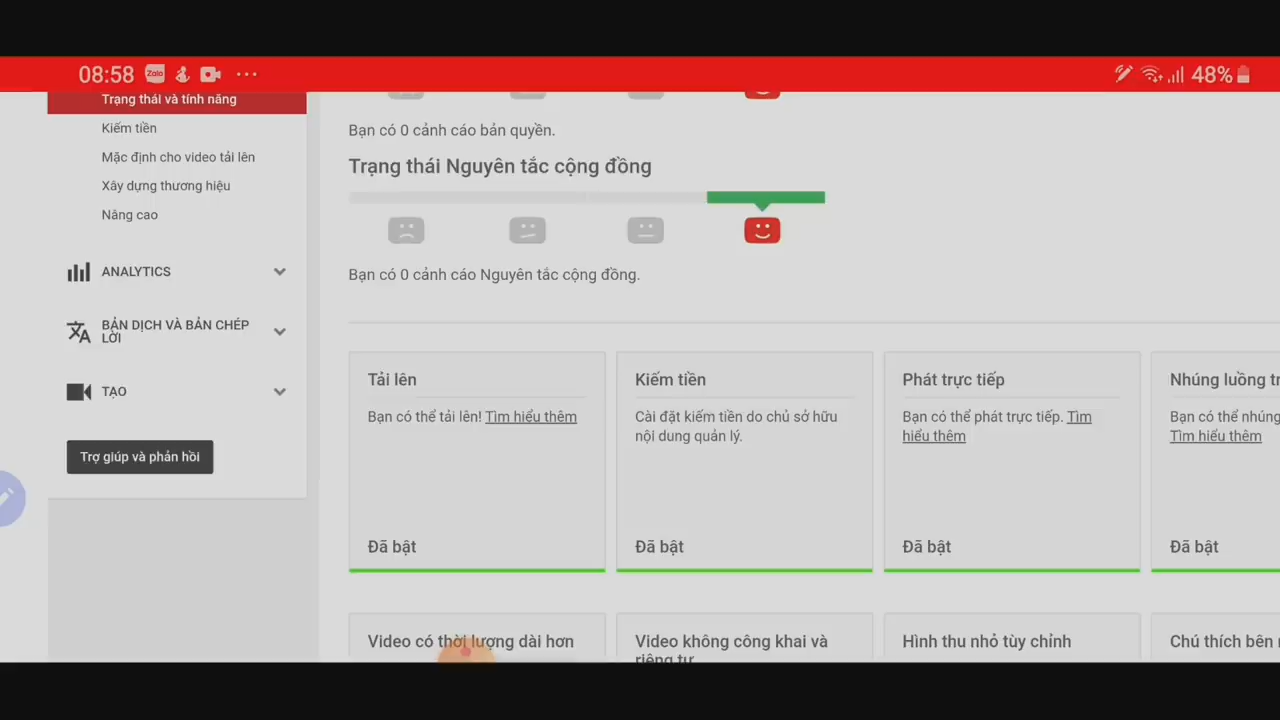 08:58 Zalo 48%
Trạng thái và tính năng
Kiếm tiền
Mặc định cho video tải lên
Xây dựng thương hiệu
Nâng cao
ANALYTICS
BẢN DỊCH VÀ BẢN CHÉP
LỜI
TẠO
Trợ giúp và phản hồi
Bạn có 0 cảnh cáo bản quyền.
Trạng thái Nguyên tắc cộng đồng
Bạn có 0 cảnh cáo Nguyên tắc cộng đồng.
Tải lên
Bạn có thể tải lên! Tìm hiểu thêm
Đã bật
Kiếm tiền
Cài đặt kiếm tiền do chủ sở hữu
nội dung quản lý.
Đã bật
Phát trực tiếp
Bạn có thể phát trực tiếp. Tìm
hiểu thêm
Đã bật
Nhúng luồng
Bạn có thể nhúng
Tìm hiểu thêm
Đã bật
Video có thời lượng dài hơn
Video không công khai và
riêng tư
Hình thu nhỏ tùy chỉnh
Chú thích bên